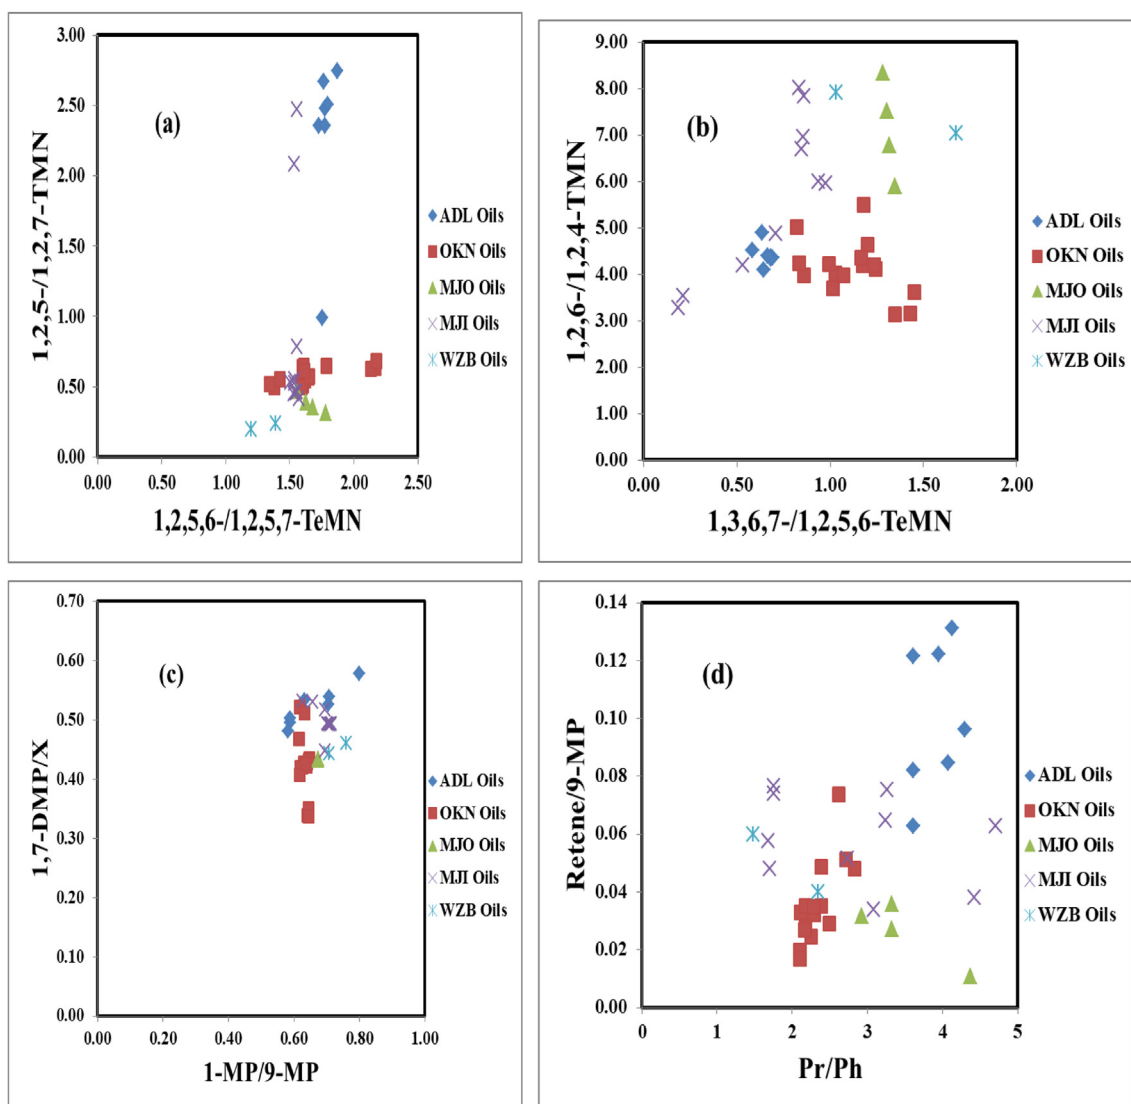 3.00
2.50
2.00
1.50
1.00
0.50
0.00
1,2,5-/1,2,7-TMN
(a)
ADL Oils
OKN Oils
MJO Oils
MJI Oils
WZB Oils
0.00 0.50 1.00 1.50 2.00 2.50
1,2,5,6-/1,2,5,7-TeMN
9.00
8.00
7.00
6.00
5.00
4.00
3.00
2.00
1.00
0.00
1,2,6-/1,2,4-TMN
(b)
ADL Oils
OKN Oils
MJO Oils
MJI Oils
WZB Oils
0.00 0.50 1.00 1.50 2.00
1,3,6,7-/1,2,5,6-TeMN
0.70
0.60
0.50
0.40
0.30
0.20
0.10
0.00
1,7-DMP/X
(c)
ADL Oils
OKN Oils
MJO Oils
MJI Oils
WZB Oils
0.00 0.20 0.40 0.60 0.80 1.00
1-MP/9-MP
0.14
0.12
0.10
0.08
0.06
0.04
0.02
0.00
Retene/9-MP
(d)
ADL Oils
OKN Oils
MJO Oils
MJI Oils
WZB Oils
0 1 2 3 4 5
Pr/Ph